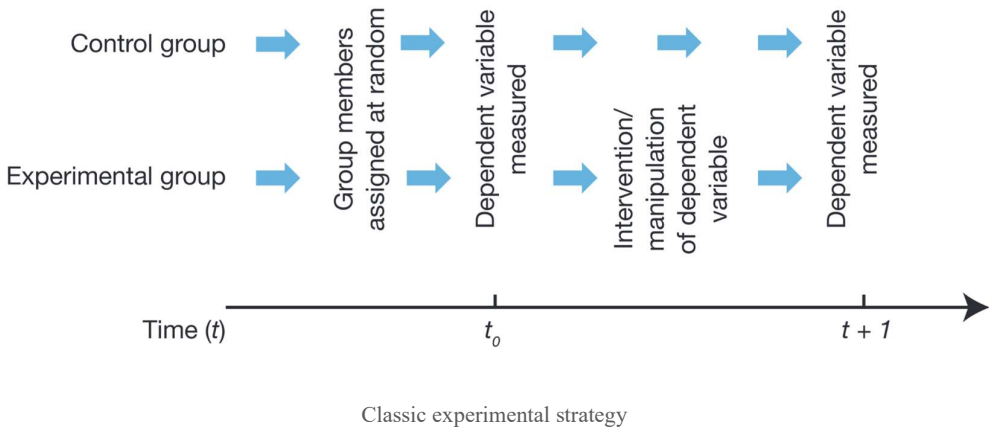 Control group
Group members
assigned at random
Dependent variable
measured
Dependent variable
measured
Experimental group
Intervention/
manipulation
of dependent
variable
Time (t)
t0
t + 1
Classic experimental strategy